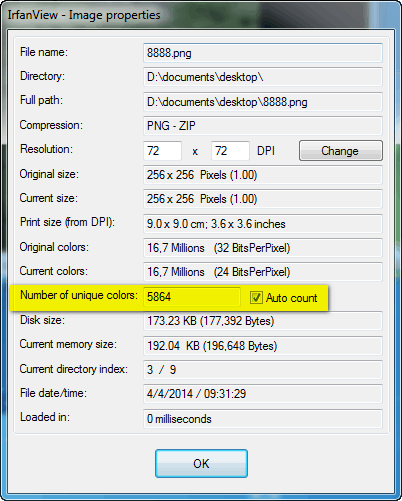 IrfanView - Image properties
File name: 8888.png
Directory: D:\documents\desktop\
Full path: D:\documents\desktop\8888.png
Compression: PNG - ZIP
Resolution: 72 x 72 DPI Change
Original size: 256 x 256 Pixels (1.00)
Current size: 256 x 256 Pixels (1.00)
Print size (from DPI): 9.0 x 9.0 cm; 3.6 x 3.6 inches
Original colors: 16,7 Millions (32 BitsPerPixel)
Current colors: 16,7 Millions (24 BitsPerPixel)
Number of unique colors: 5864 Auto count
Disk size: 173.23 KB (177,392 Bytes)
Current memory size: 192.04 KB (196,648 Bytes)
Current directory index: 3 / 9
File date/time: 4/4/2014 / 09:31:29
Loaded in: 0 milliseconds
OK